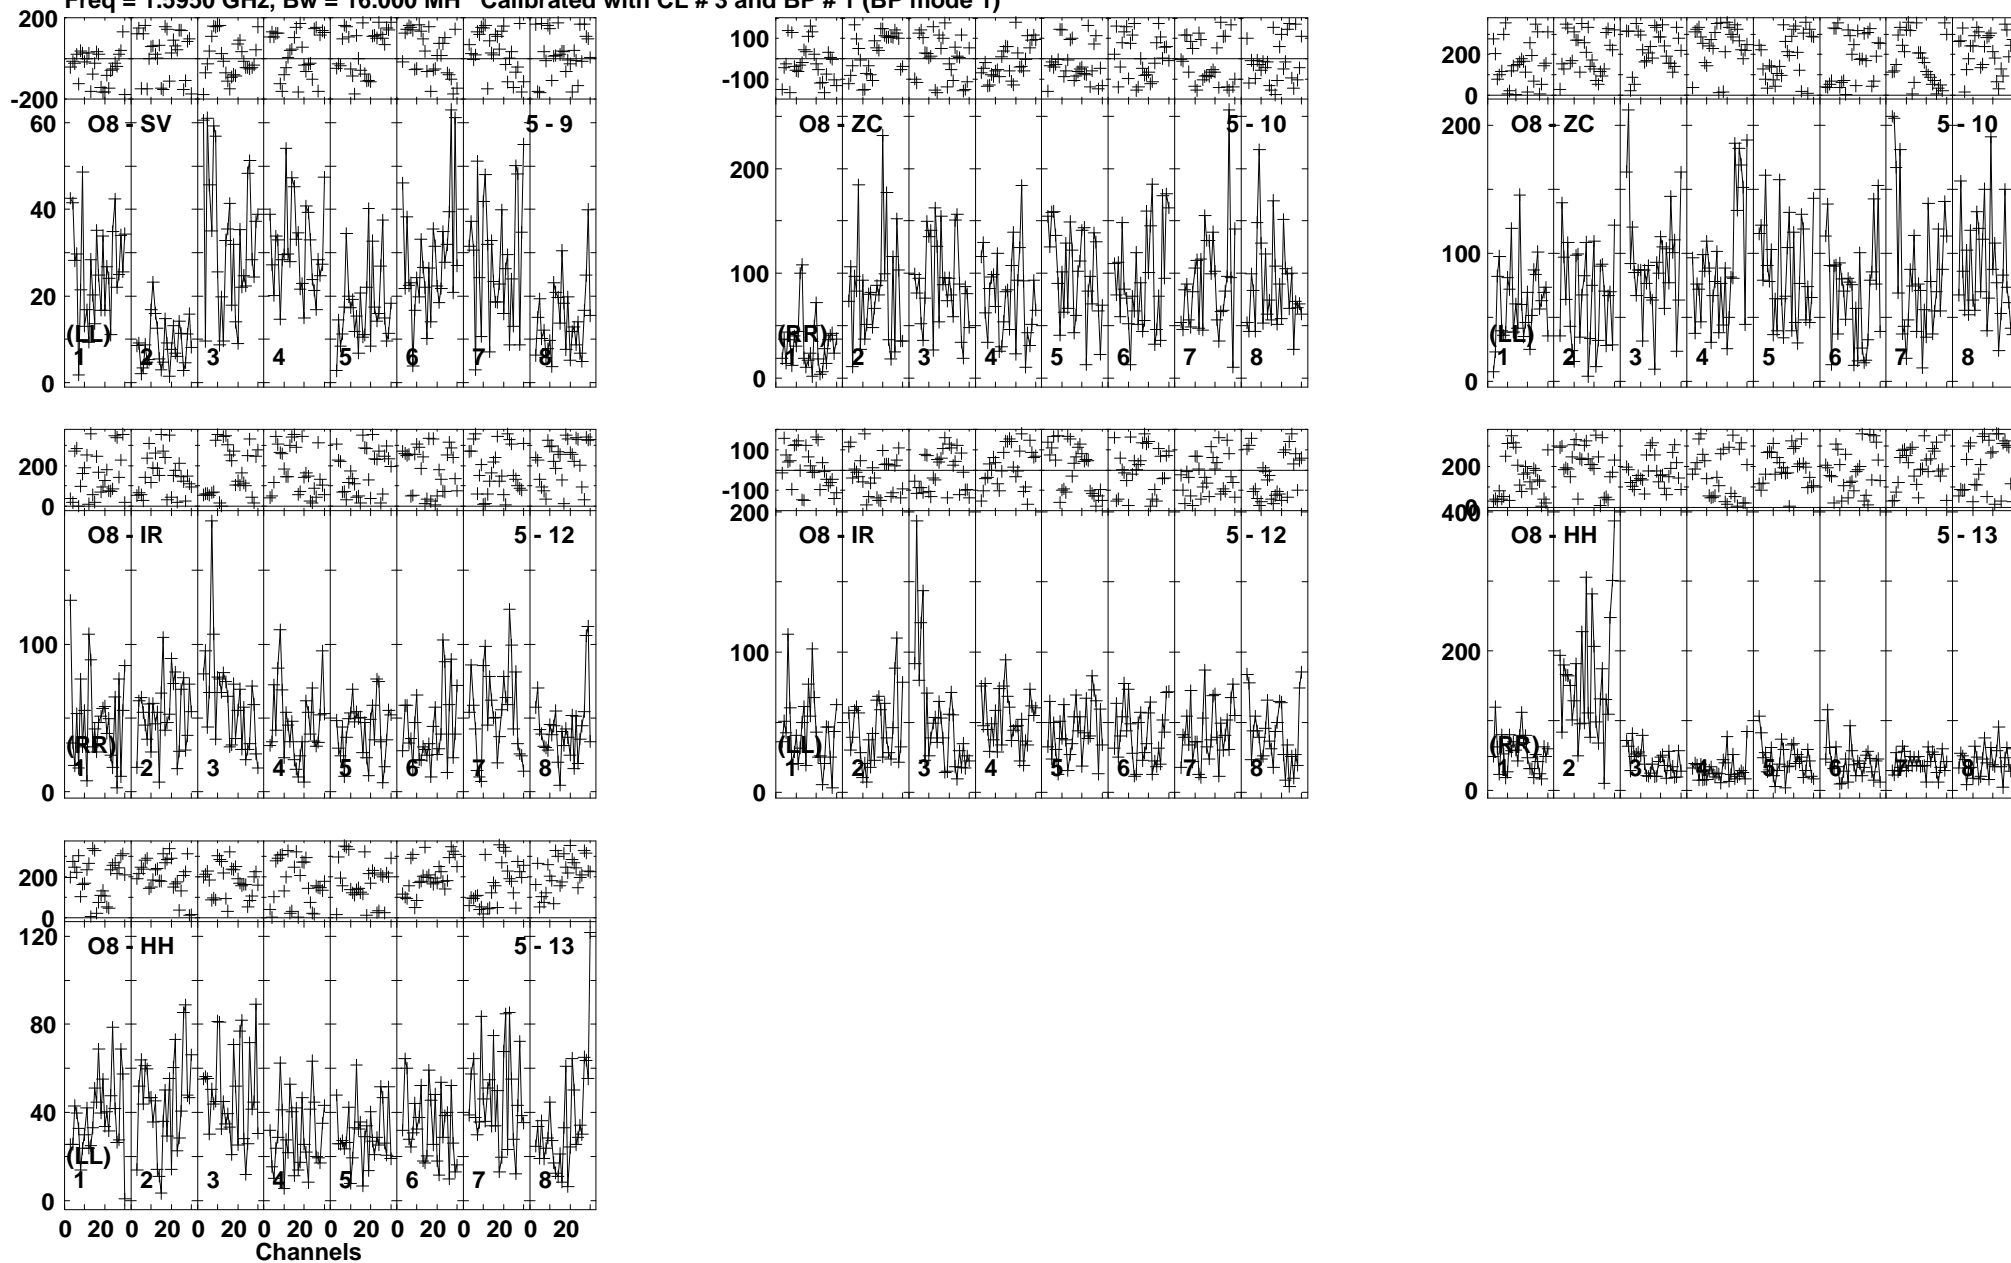 Freq = 1.5950 GHz, Bw = 16.000 MH Calibrated with CL # 3 and BP # 1 (BP mode 1)
200
-200
O8 - SV 5 - 9
60
40
20
0
(LL)
1 2 3 4 5 6 7 8
100
-100
O8 - ZC 5 - 10
200
100
0
(RR)
1 2 3 4 5 6 7 8
200
0
O8 - ZC 5 - 10
200
100
0
(LL)
1 2 3 4 5 6 7 8
200
0
O8 - IR 5 - 12
100
0
(RR)
1 2 3 4 5 6 7 8
100
-100
200
O8 - IR 5 - 12
100
0
(LL)
1 2 3 4 5 6 7 8
200
0
400
O8 - HH 5 - 13
200
0
(RR)
1 2 3 4 5 6 7 8
200
0
120
O8 - HH 5 - 13
80
40
0
(LL)
1 2 3 4 5 6 7 8
0 20 0 20 0 20 0 20 0 20 0 20 0 20 0 20
Channels